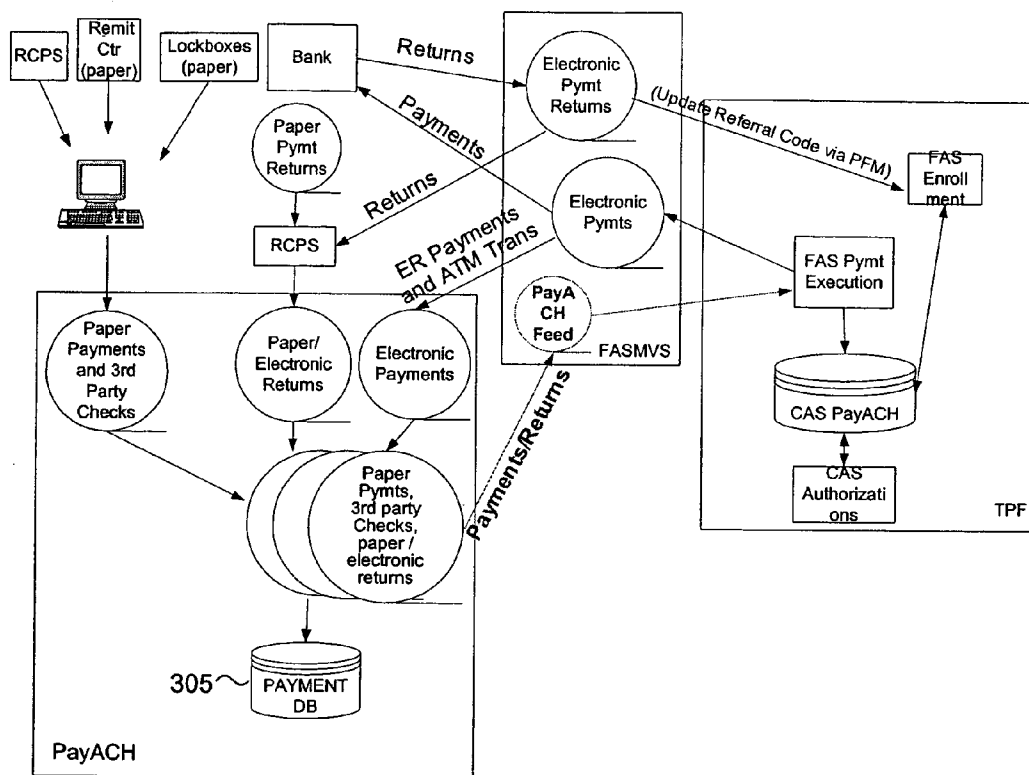 RCPS
Remit
Ctr
(paper)
Lockboxes
(paper)
Bank
Returns
Electronic
Pymt
Returns
(Update Referral Code via PFM)
FAS
Enroll
ment
Paper
Pymt
Returns
Payments
Returns
Electronic
Pymts
RCPS
ER Payments
and ATM Trans
FAS Pymt
Execution
PayA
CH
Feed
FASMVS
Paper
Payments
and 3rd
Party
Checks
Paper/
Electronic
Returns
Electronic
Payments
Payments/Returns
CAS PayACH
CAS
Authorizati
ons
TPF
Paper
Pymts,
3rd party
Checks,
paper /
electronic
returns
305
PAYMENT
DB
PayACH